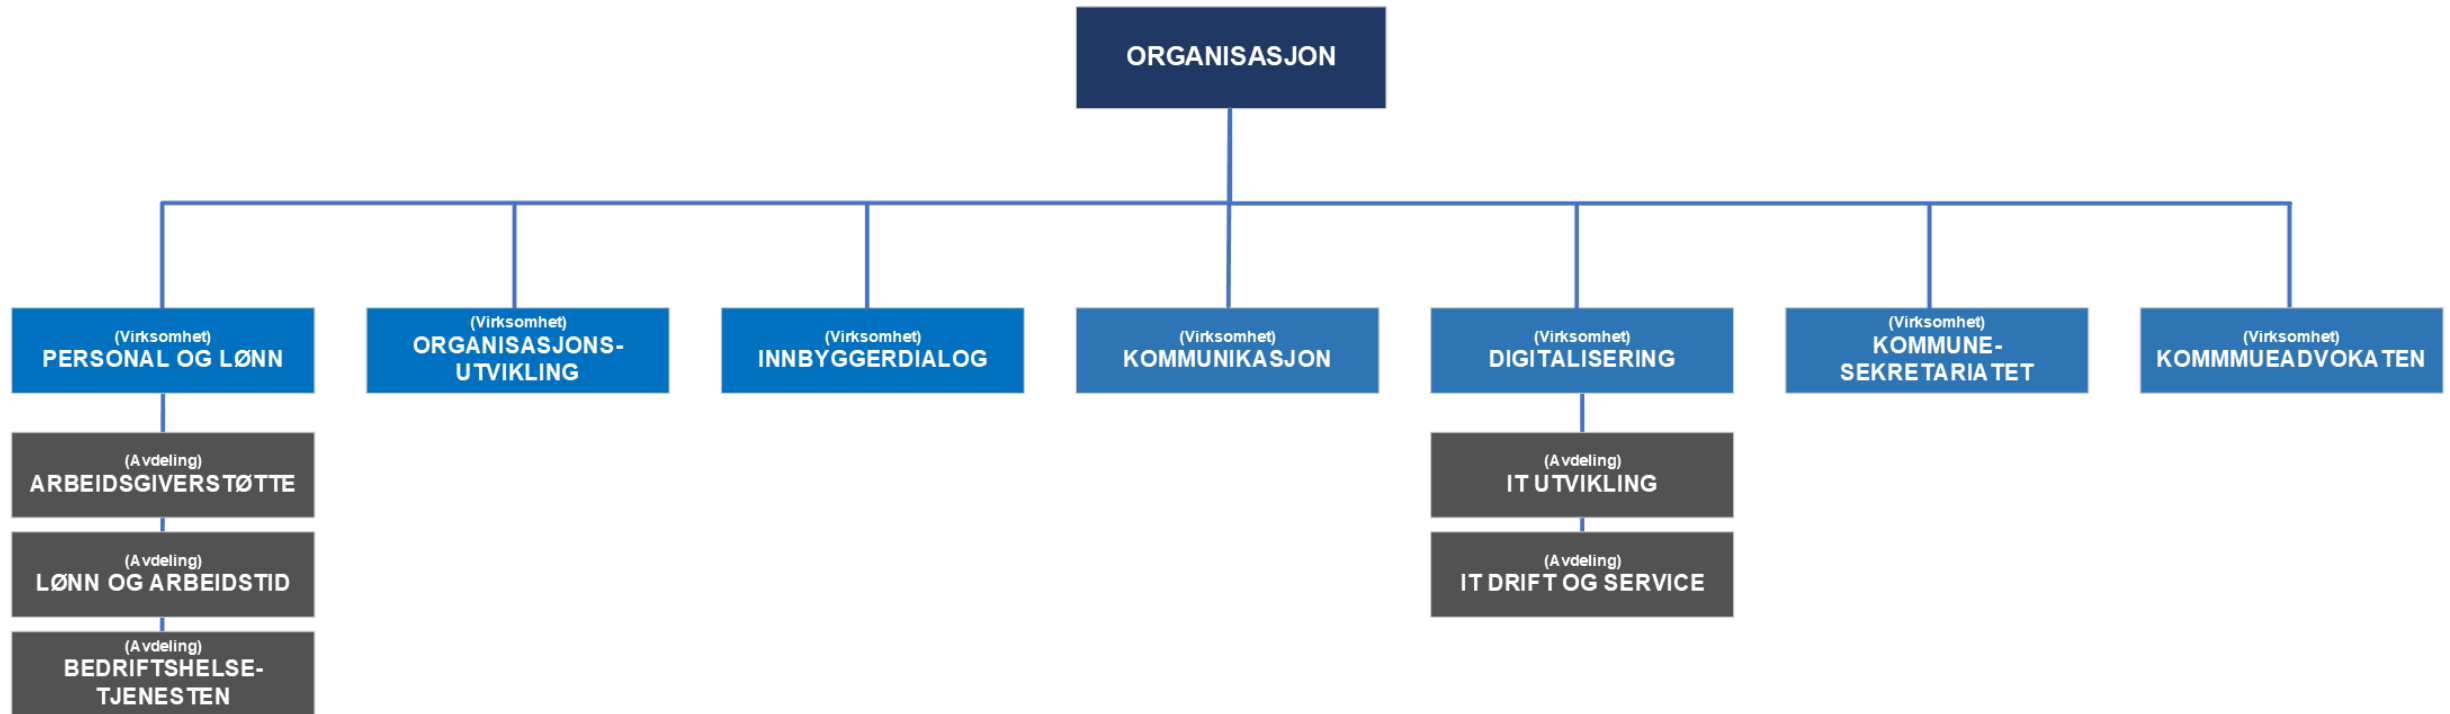 ORGANISASJON
(Virksomhet)
PERSONAL OG LØNN
(Virksomhet)
ORGANISASJONS-
UTVIKLING
(Virksomhet)
INNBYGGERDIALOG
(Virksomhet)
KOMMUNIKASJON
(Virksomhet)
DIGITALISERING
(Virksomhet)
KOMMUNE-
SEKRETARIATET
(Virksomhet)
KOMMMUEADVOKATEN
(Avdeling)
ARBEIDSGIVERSTØTTE
(Avdeling)
IT UTVIKLING
(Avdeling)
LØNN OG ARBEIDSTID
(Avdeling)
IT DRIFT OG SERVICE
(Avdeling)
BEDRIFTSHELSE-
TJENESTEN